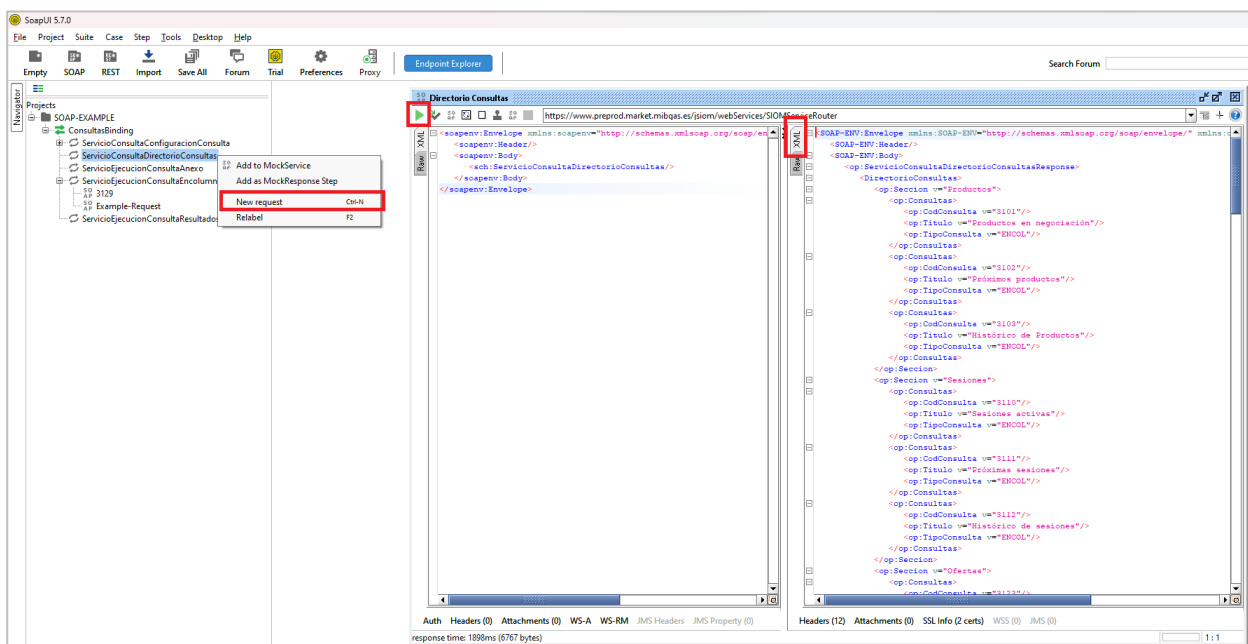 SoapUI 5.7.0
File Project Suite Case Step Tools Desktop Help
Empty SOAP REST Import Save All Forum Trial Preferences Proxy
Endpoint Explorer
Search Forum
Navigator
Projects
SOAP-EXAMPLE
ConsultasBinding
ServicioConsultaConfiguracionConsulta
ServicioConsultaDirectorioConsultas
ServicioEjecucionConsultaAnexo
ServicioEjecucionConsultaEncolumn
3129
Example-Request
ServicioEjecucionConsultaResultados
Add to MockService
Add as MockResponse Step
New request Ctrl-N
Relabel F2
Directorio Consultas
https://www.preprod.market.mibgas.es/jsiom/webServices/SIOMServiceRouter
XML
Raw
<soapenv:Envelope xmlns:soapenv="http://schemas.xmlsoap.org/soap/en
<soapenv:Header/>
<soapenv:Body>
<sch:ServicioConsultaDirectorioConsultas/>
</soapenv:Body>
</soapenv:Envelope>
XML
Raw
<SOAP-ENV:Envelope xmlns:SOAP-ENV="http://schemas.xmlsoap.org/soap/envelope/" xmlns:
<SOAP-ENV:Header/>
<SOAP-ENV:Body>
<op:ServicioConsultaDirectorioConsultasResponse>
<DirectorioConsultas>
<op:Seccion v="Productos">
<op:Consultas>
<op:CodConsulta v="3101"/>
<op:Titulo v="Productos en negociación"/>
<op:TipoConsulta v="ENCOL"/>
</op:Consultas>
<op:Consultas>
<op:CodConsulta v="3102"/>
<op:Titulo v="Próximos productos"/>
<op:TipoConsulta v="ENCOL"/>
</op:Consultas>
<op:Consultas>
<op:CodConsulta v="3103"/>
<op:Titulo v="Histórico de Productos"/>
<op:TipoConsulta v="ENCOL"/>
</op:Consultas>
</op:Seccion>
<op:Seccion v="Sesiones">
<op:Consultas>
<op:CodConsulta v="3110"/>
<op:Titulo v="Sesiones activas"/>
<op:TipoConsulta v="ENCOL"/>
</op:Consultas>
<op:Consultas>
<op:CodConsulta v="3111"/>
<op:Titulo v="Próximas sesiones"/>
<op:TipoConsulta v="ENCOL"/>
</op:Consultas>
<op:Consultas>
<op:CodConsulta v="3112"/>
<op:Titulo v="Histórico de sesiones"/>
<op:TipoConsulta v="ENCOL"/>
</op:Consultas>
</op:Seccion>
<op:Seccion v="Ofertas">
<op:Consultas>
<op:CodConsulta v="3123"/>
Auth Headers (0) Attachments (0) WS-A WS-RM JMS Headers JMS Property (0)
Headers (12) Attachments (0) SSL Info (2 certs) WSS (0) JMS (0)
response time: 1898ms (6767 bytes)
1 : 1